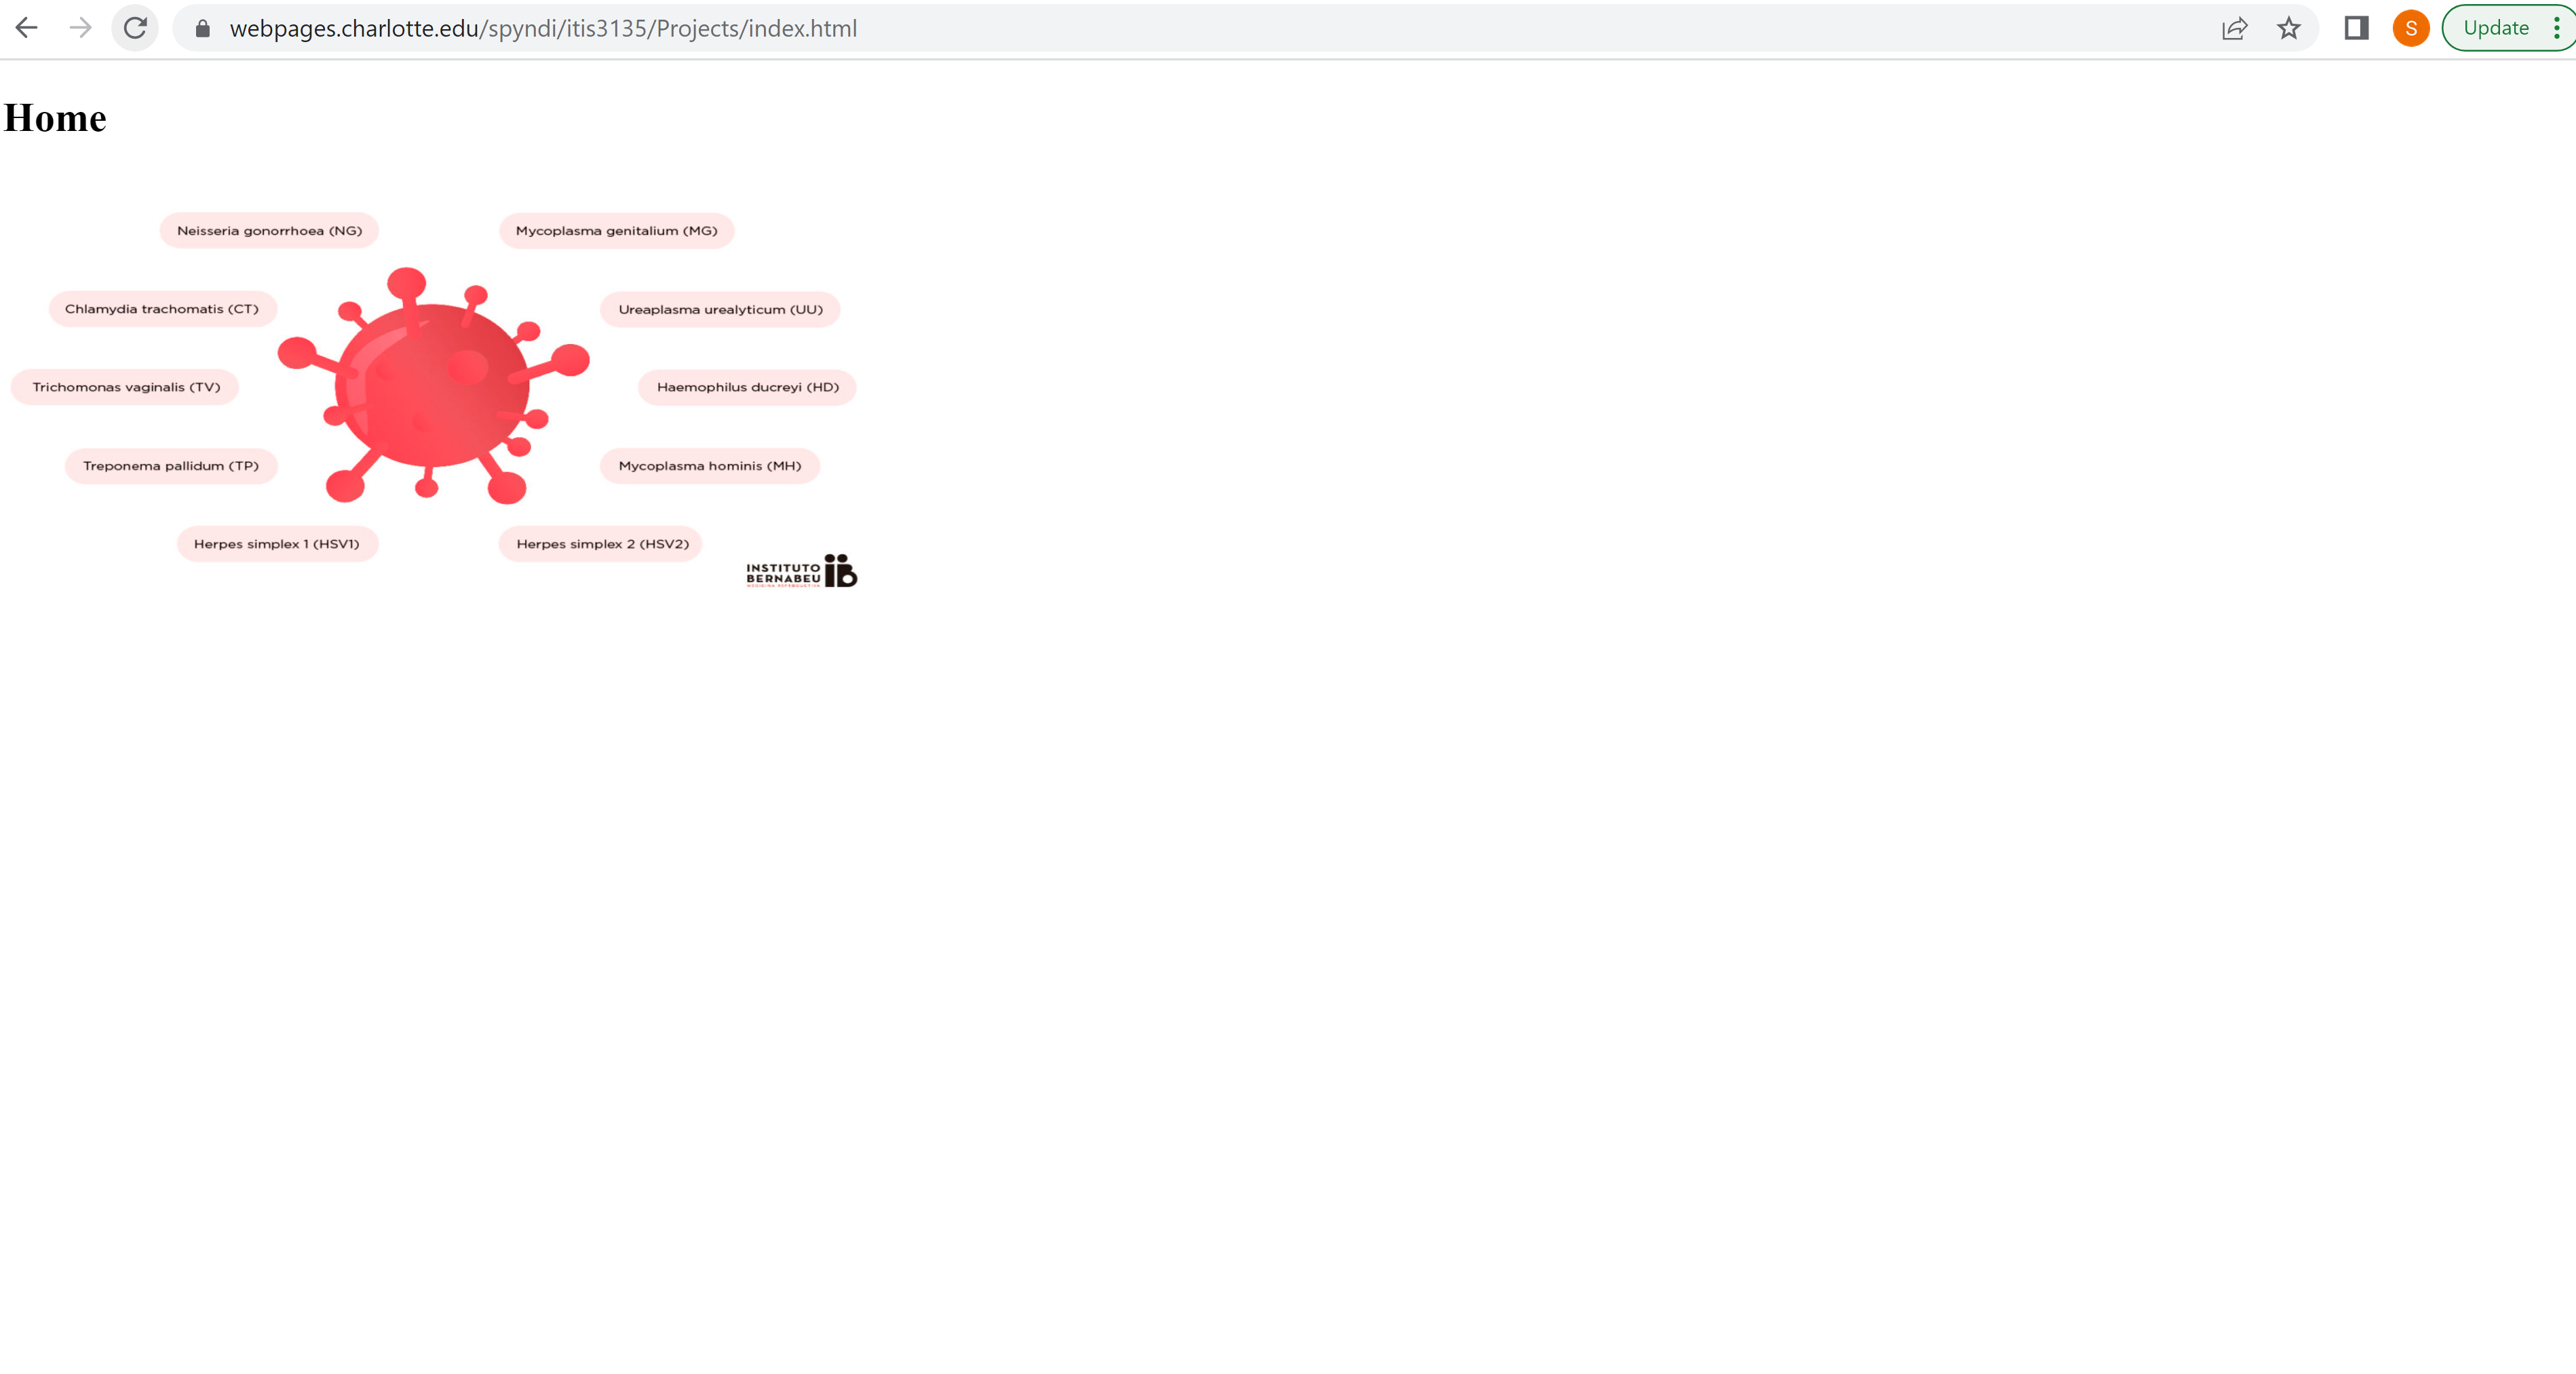 webpages.charlotte.edu/spyndi/itis3135/Projects/index.html
S
Update
Home
Neisseria gonorrhoea (NG)
Mycoplasma genitalium (MG)
Chlamydia trachomatis (CT)
Ureaplasma urealyticum (UU)
Trichomonas vaginalis (TV)
Haemophilus ducreyi (HD)
Treponema pallidum (TP)
Mycoplasma hominis (MH)
Herpes simplex 1 (HSV1)
Herpes simplex 2 (HSV2)
INSTITUTO
BERNABEU